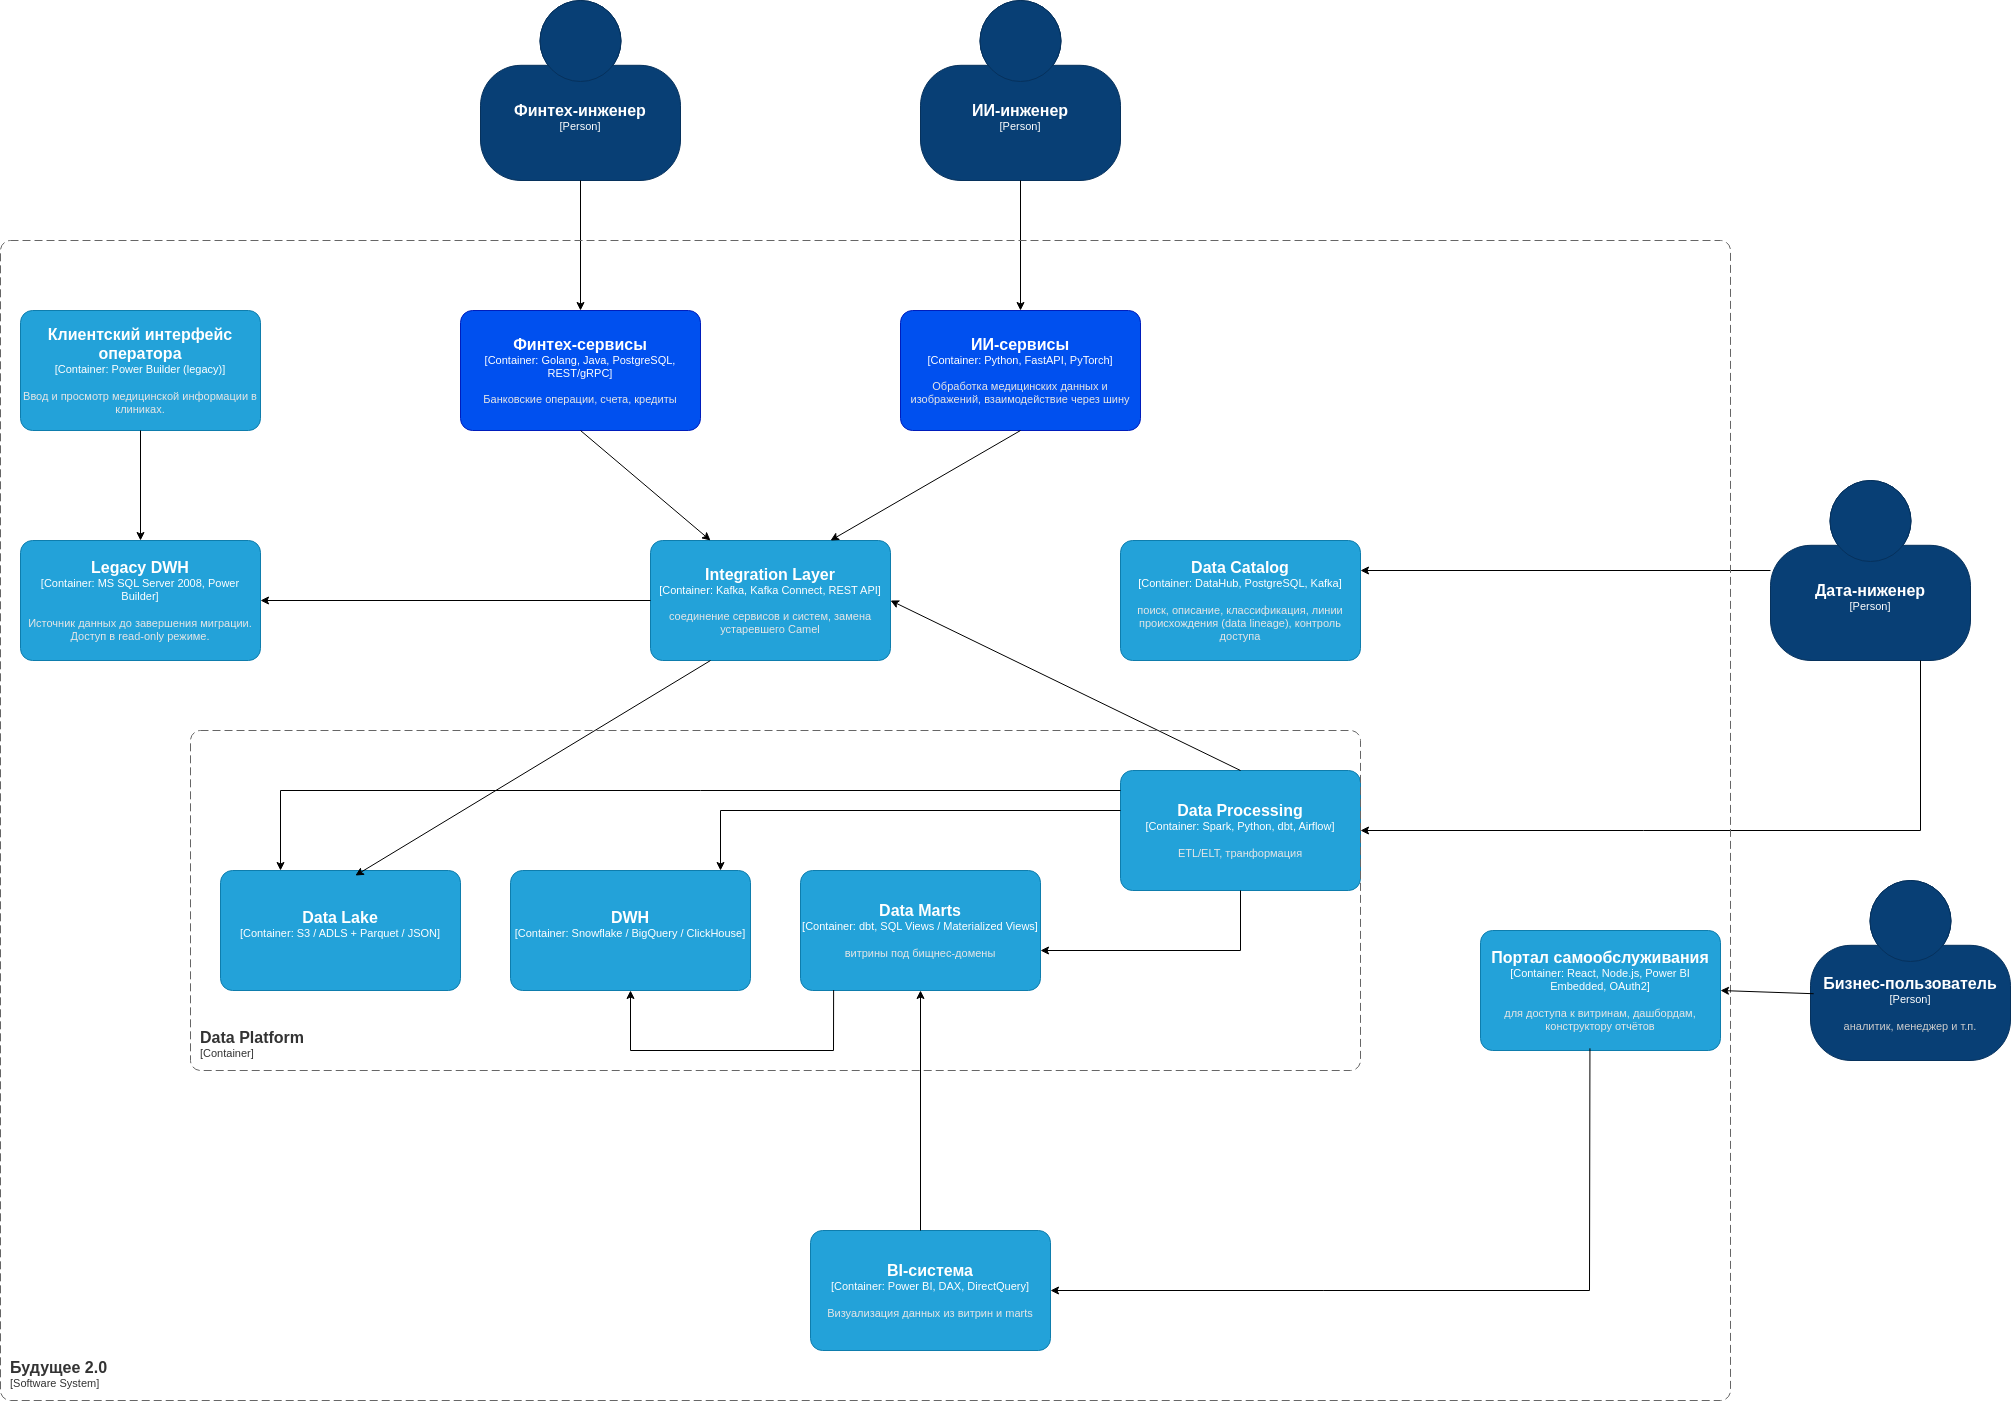 Финтех-инженер
[Person]
ИИ-инженер
[Person]
Клиентский интерфейс
оператора
[Container: Power Builder (legacy)]
Ввод и просмотр медицинской информации в
клиниках.
Финтех-сервисы
[Container: Golang, Java, PostgreSQL,
REST/gRPC]
Банковские операции, счета, кредиты
ИИ-сервисы
[Container: Python, FastAPI, PyTorch]
Обработка медицинских данных и
изображений, взаимодействие через шину
Legacy DWH
[Container: MS SQL Server 2008, Power
Builder]
Источник данных до завершения миграции.
Доступ в read-only режиме.
Integration Layer
[Container: Kafka, Kafka Connect, REST API]
соединение сервисов и систем, замена
устаревшего Camel
Data Catalog
[Container: DataHub, PostgreSQL, Kafka]
поиск, описание, классификация, линии
происхождения (data lineage), контроль
доступа
Дата-ниженер
[Person]
Data Processing
[Container: Spark, Python, dbt, Airflow]
ETL/ELT, транформация
Data Lake
[Container: S3 / ADLS + Parquet / JSON]
DWH
[Container: Snowflake / BigQuery / ClickHouse]
Data Marts
[Container: dbt, SQL Views / Materialized Views]
витрины под бищнес-домены
Портал самообслуживания
[Container: React, Node.js, Power BI
Embedded, OAuth2]
для доступа к витринам, дашбордам,
конструктору отчётов
Бизнес-пользователь
[Person]
аналитик, менеджер и т.п.
Data Platform
[Container]
BI-система
[Container: Power BI, DAX, DirectQuery]
Визуализация данных из витрин и marts
Будущее 2.0
[Software System]